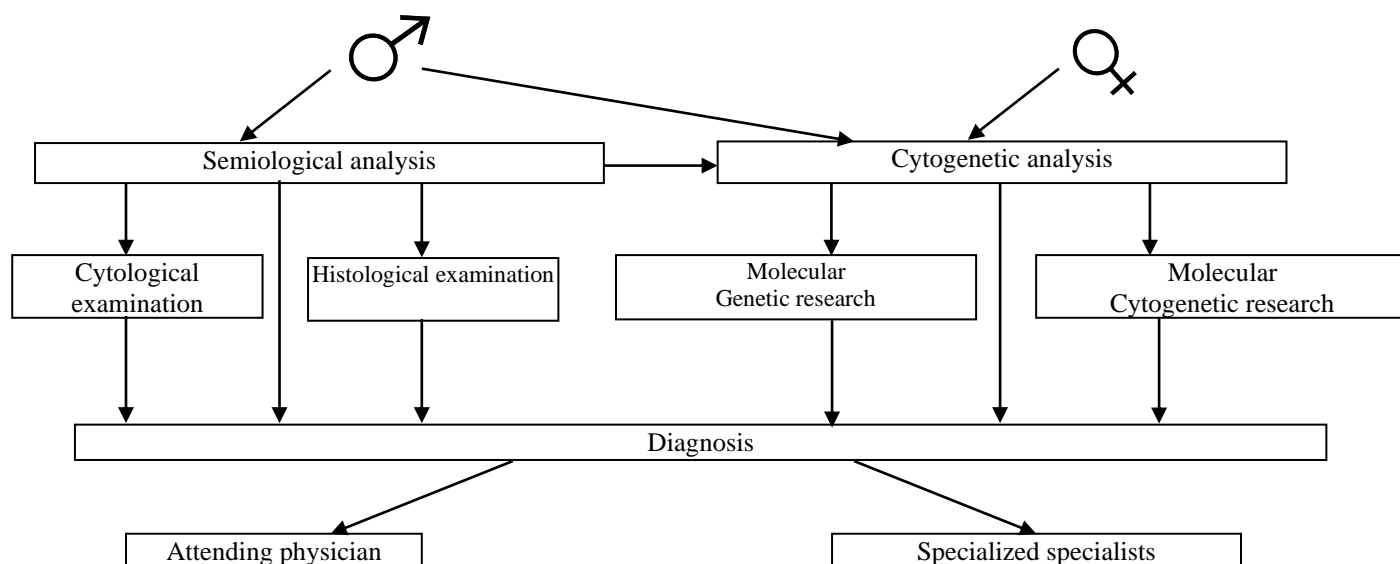 Semiological analysis
Cytogenetic analysis
Cytological
examination
Histological examination
Molecular
Genetic research
Molecular
Cytogenetic research
Diagnosis
Attending physician
Specialized specialists